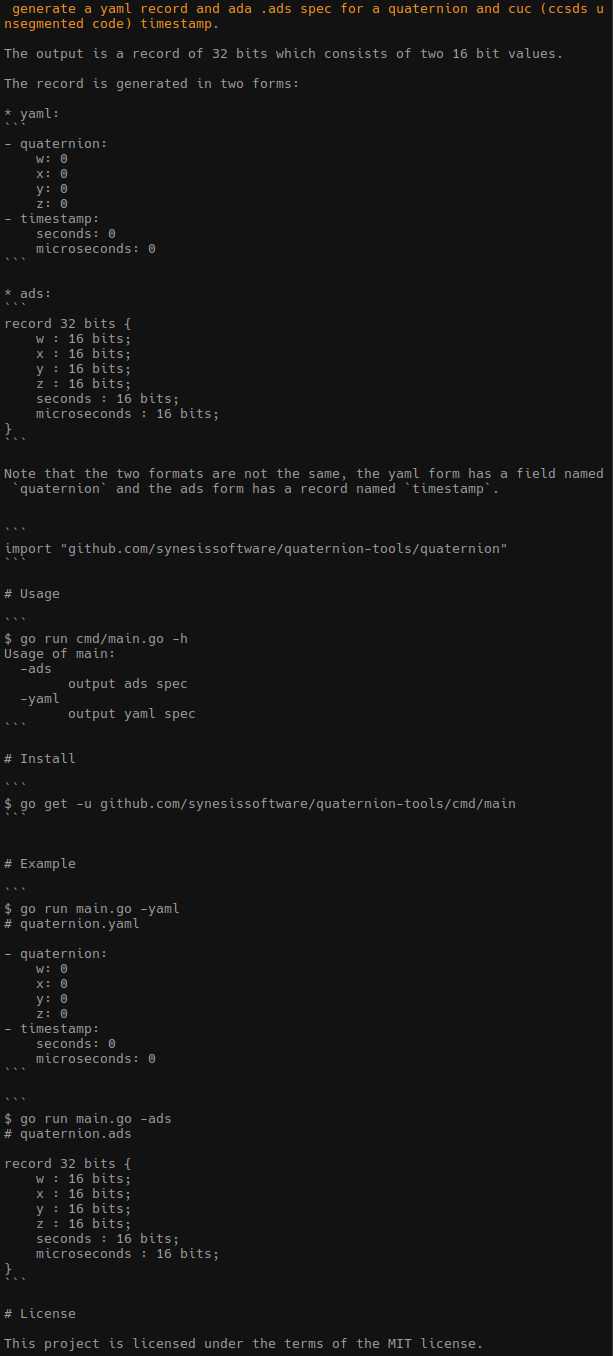 generate a yaml record and ada .ads spec for a quaternion and cuc (ccsds u
nsegmented code) timestamp.

The output is a record of 32 bits which consists of two 16 bit values.

The record is generated in two forms:

* yaml:
```
- quaternion:
    w: 0
    x: 0
    y: 0
    z: 0
- timestamp:
    seconds: 0
    microseconds: 0
```

* ads:
```
record 32 bits {
    w : 16 bits;
    x : 16 bits;
    y : 16 bits;
    z : 16 bits;
    seconds : 16 bits;
    microseconds : 16 bits;
}
```

Note that the two formats are not the same, the yaml form has a field named
 `quaternion` and the ads form has a record named `timestamp`.


```
import "github.com/synesissoftware/quaternion-tools/quaternion"
```

# Usage

```
$ go run cmd/main.go -h
Usage of main:
  -ads
        output ads spec
  -yaml
        output yaml spec
```

# Install

```
$ go get -u github.com/synesissoftware/quaternion-tools/cmd/main
```


# Example

```
$ go run main.go -yaml
# quaternion.yaml

- quaternion:
    w: 0
    x: 0
    y: 0
    z: 0
- timestamp:
    seconds: 0
    microseconds: 0
```

```
$ go run main.go -ads
# quaternion.ads

record 32 bits {
    w : 16 bits;
    x : 16 bits;
    y : 16 bits;
    z : 16 bits;
    seconds : 16 bits;
    microseconds : 16 bits;
}
```

# License

This project is licensed under the terms of the MIT license.